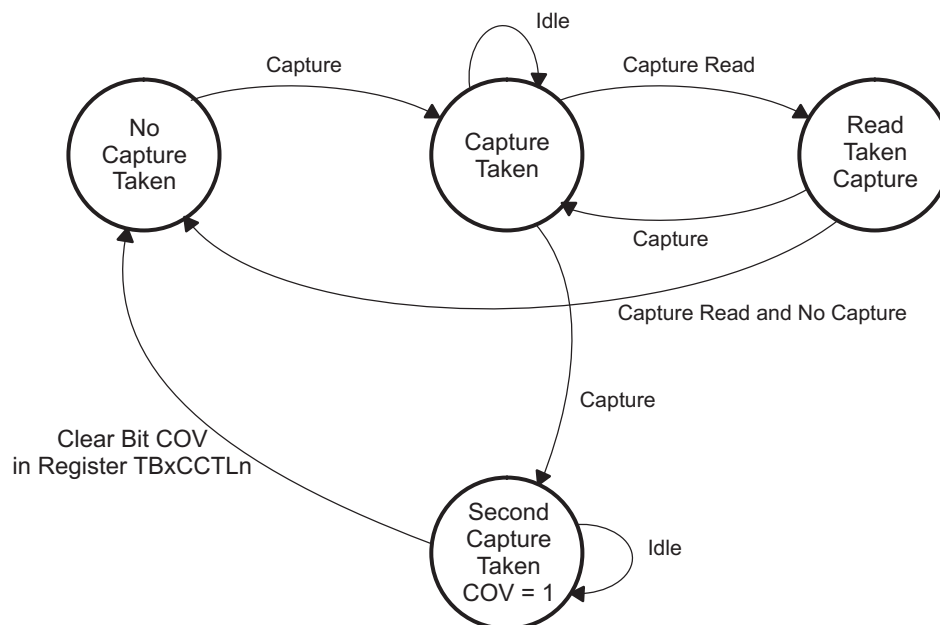 Idle
Capture
Capture Read
No
Capture
Taken
Capture
Taken
Read
Taken
Capture
Capture
Capture Read and No Capture
Capture
Clear Bit COV
in Register TBxCCTLn
Second
Capture
Taken
COV = 1
Idle